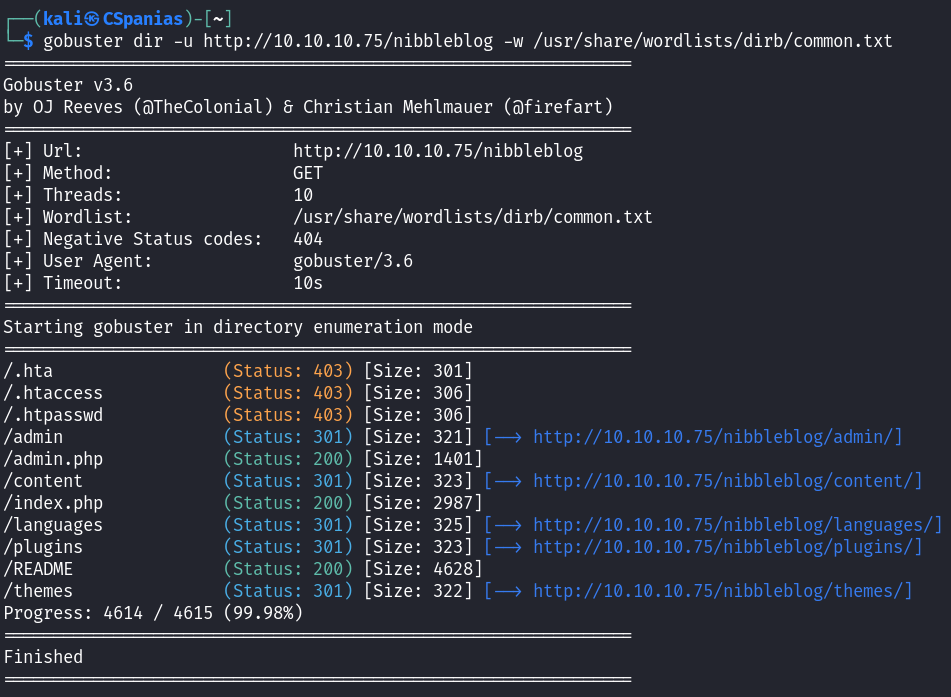 ┌──(kali㉿CSpanias)-[~]
└─$ gobuster dir -u http://10.10.10.75/nibbleblog -w /usr/share/wordlists/dirb/common.txt
===============================================================
Gobuster v3.6
by OJ Reeves (@TheColonial) & Christian Mehlmauer (@firefart)
===============================================================
[+] Url:                     http://10.10.10.75/nibbleblog
[+] Method:                  GET
[+] Threads:                 10
[+] Wordlist:                /usr/share/wordlists/dirb/common.txt
[+] Negative Status codes:   404
[+] User Agent:              gobuster/3.6
[+] Timeout:                 10s
===============================================================
Starting gobuster in directory enumeration mode
===============================================================
/.hta                 (Status: 403) [Size: 301]
/.htaccess            (Status: 403) [Size: 306]
/.htpasswd            (Status: 403) [Size: 306]
/admin                (Status: 301) [Size: 321] [--> http://10.10.10.75/nibbleblog/admin/]
/admin.php            (Status: 200) [Size: 1401]
/content              (Status: 301) [Size: 323] [--> http://10.10.10.75/nibbleblog/content/]
/index.php            (Status: 200) [Size: 2987]
/languages            (Status: 301) [Size: 325] [--> http://10.10.10.75/nibbleblog/languages/]
/plugins              (Status: 301) [Size: 323] [--> http://10.10.10.75/nibbleblog/plugins/]
/README               (Status: 200) [Size: 4628]
/themes               (Status: 301) [Size: 322] [--> http://10.10.10.75/nibbleblog/themes/]
Progress: 4614 / 4615 (99.98%)
===============================================================
Finished
===============================================================